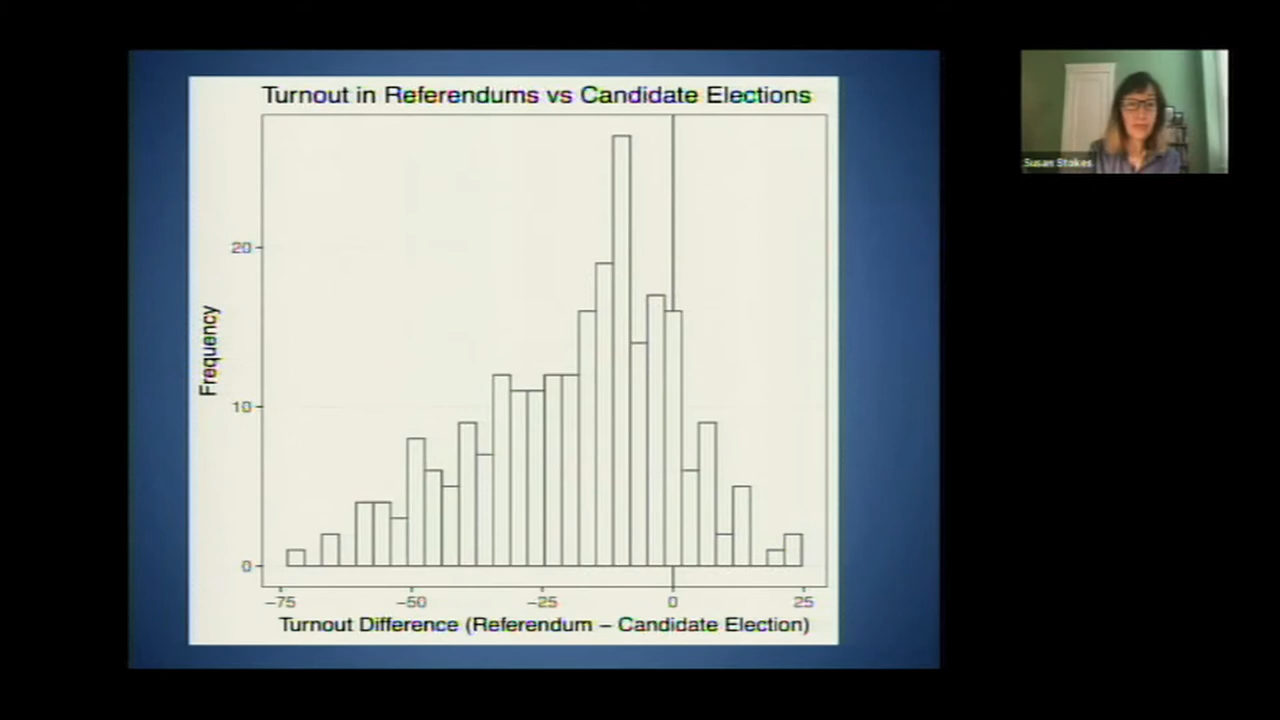 Turnout in Referendums vs Candidate Elections
Frequency
20
10
0
−75
−50
−25
0
25
Turnout Difference (Referendum − Candidate Election)
Susan Stokes